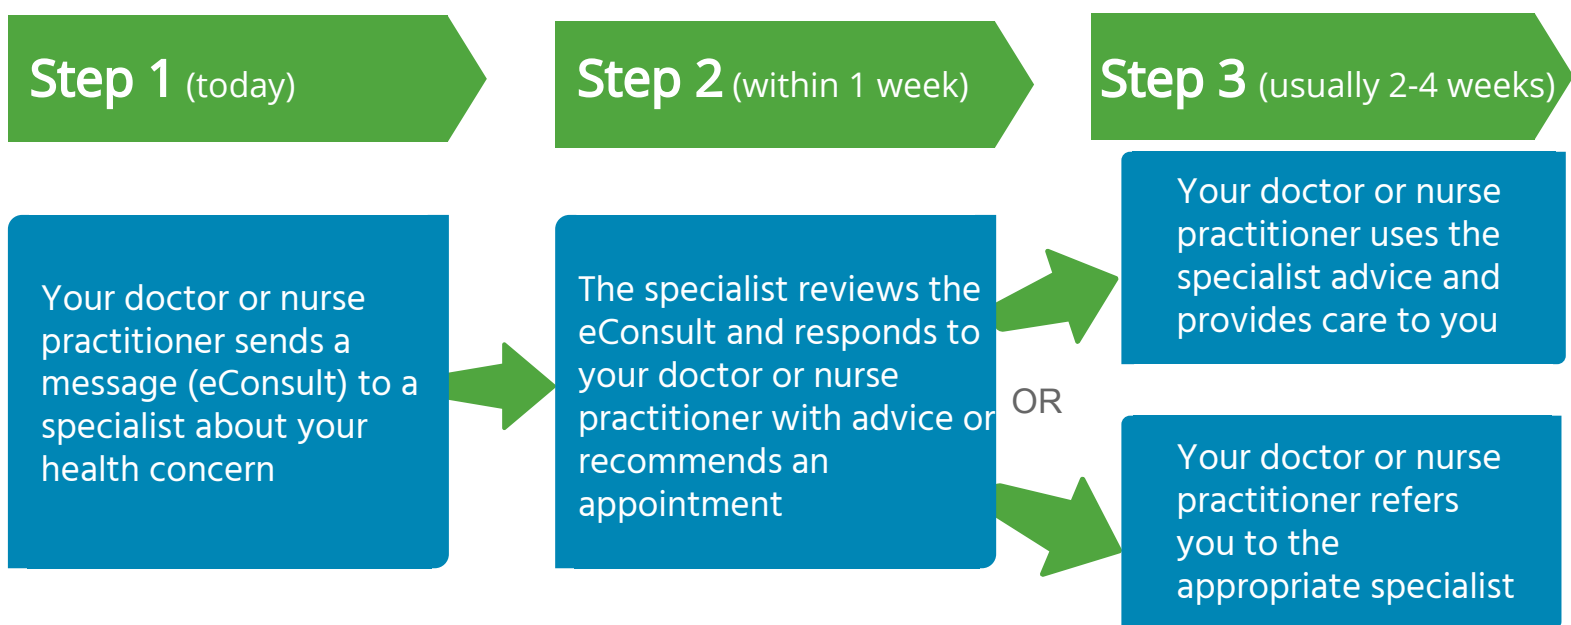 Step 1 (today)
Your doctor or nurse
practitioner sends a
message (eConsult) to a
specialist about your
health concern
Step 2 (within 1 week)
The specialist reviews the
eConsult and responds to
your doctor or nurse
practitioner with advice or
recommends an
appointment
Step 3 (usually 2-4 weeks)
Your doctor or nurse
practitioner uses the
specialist advice and
provides care to you
OR
Your doctor or nurse
practitioner refers
you to the
appropriate specialist